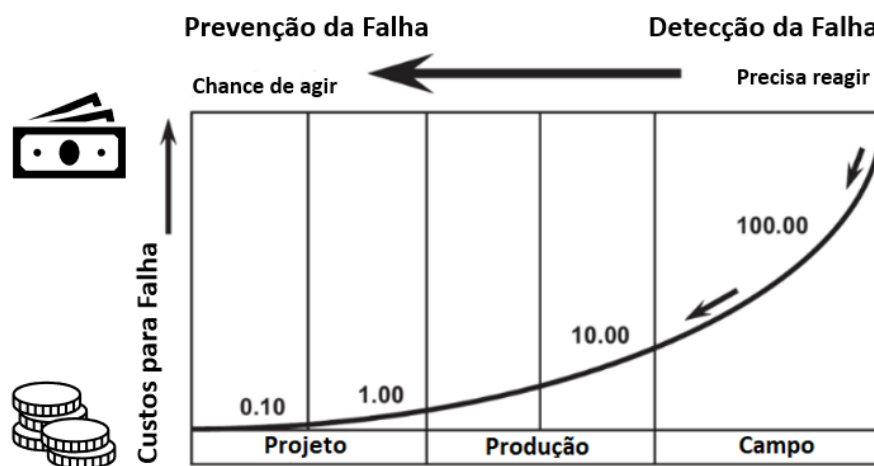 Prevenção da Falha
Detecção da Falha
Chance de agir
Precisa reagir
Custos para Falha
100.00
10.00
1.00
0.10
Projeto
Produção
Campo